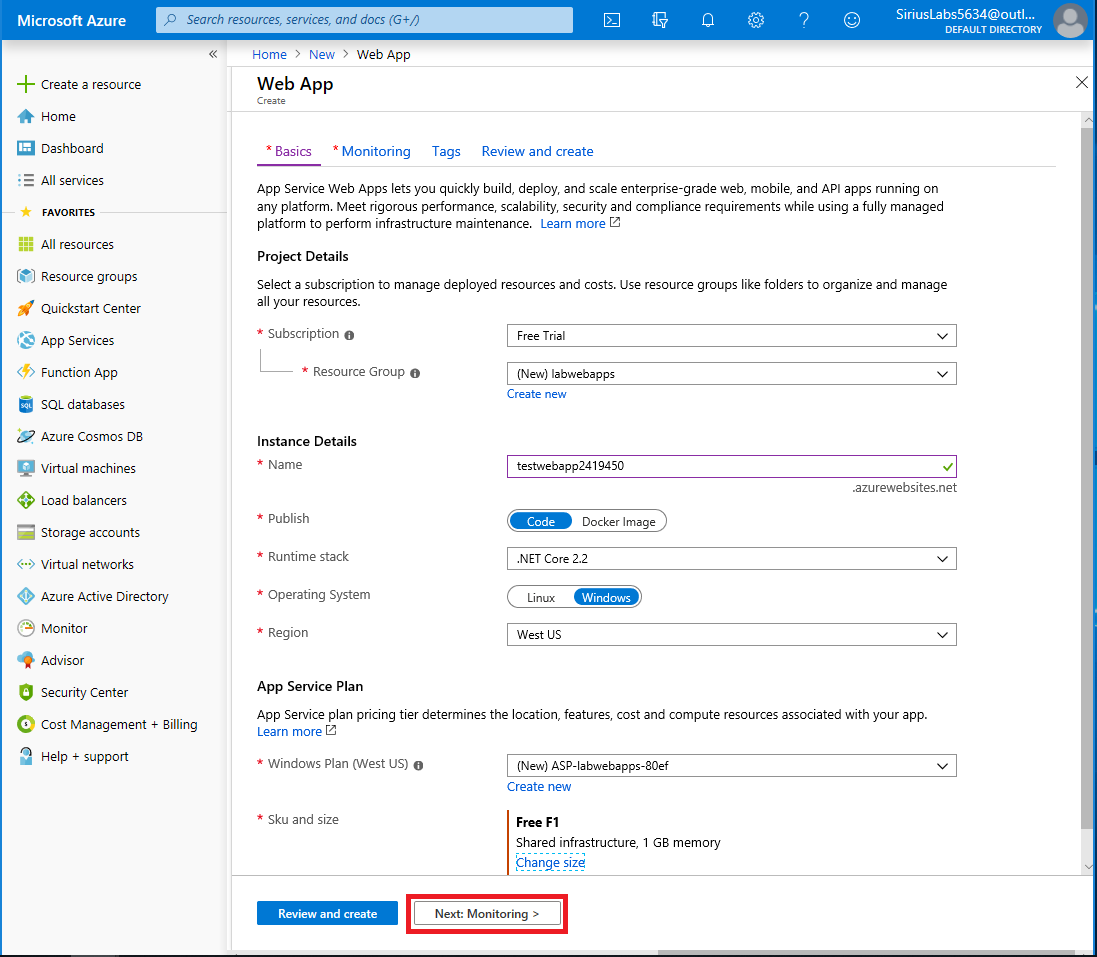 Microsoft Azure
Search resources, services, and docs (G+/)
SiriusLabs5634@outl...
DEFAULT DIRECTORY
«
Create a resource
Home
Dashboard
All services
FAVORITES
All resources
Resource groups
Quickstart Center
App Services
Function App
SQL databases
Azure Cosmos DB
Virtual machines
Load balancers
Storage accounts
Virtual networks
Azure Active Directory
Monitor
Advisor
Security Center
Cost Management + Billing
Help + support
Home > New > Web App
Web App
Create
* Basics * Monitoring Tags Review and create
App Service Web Apps lets you quickly build, deploy, and scale enterprise-grade web, mobile, and API apps running on
any platform. Meet rigorous performance, scalability, security and compliance requirements while using a fully managed
platform to perform infrastructure maintenance. Learn more
Project Details
Select a subscription to manage deployed resources and costs. Use resource groups like folders to organize and manage
all your resources.
* Subscription Free Trial
* Resource Group (New) labwebapps
Create new
Instance Details
* Name testwebapp2419450
.azurewebsites.net
* Publish Code Docker Image
* Runtime stack .NET Core 2.2
* Operating System Linux Windows
* Region West US
App Service Plan
App Service plan pricing tier determines the location, features, cost and compute resources associated with your app.
Learn more
* Windows Plan (West US) (New) ASP-labwebapps-80ef
Create new
* Sku and size Free F1
Shared infrastructure, 1 GB memory
Change size
Review and create Next: Monitoring >